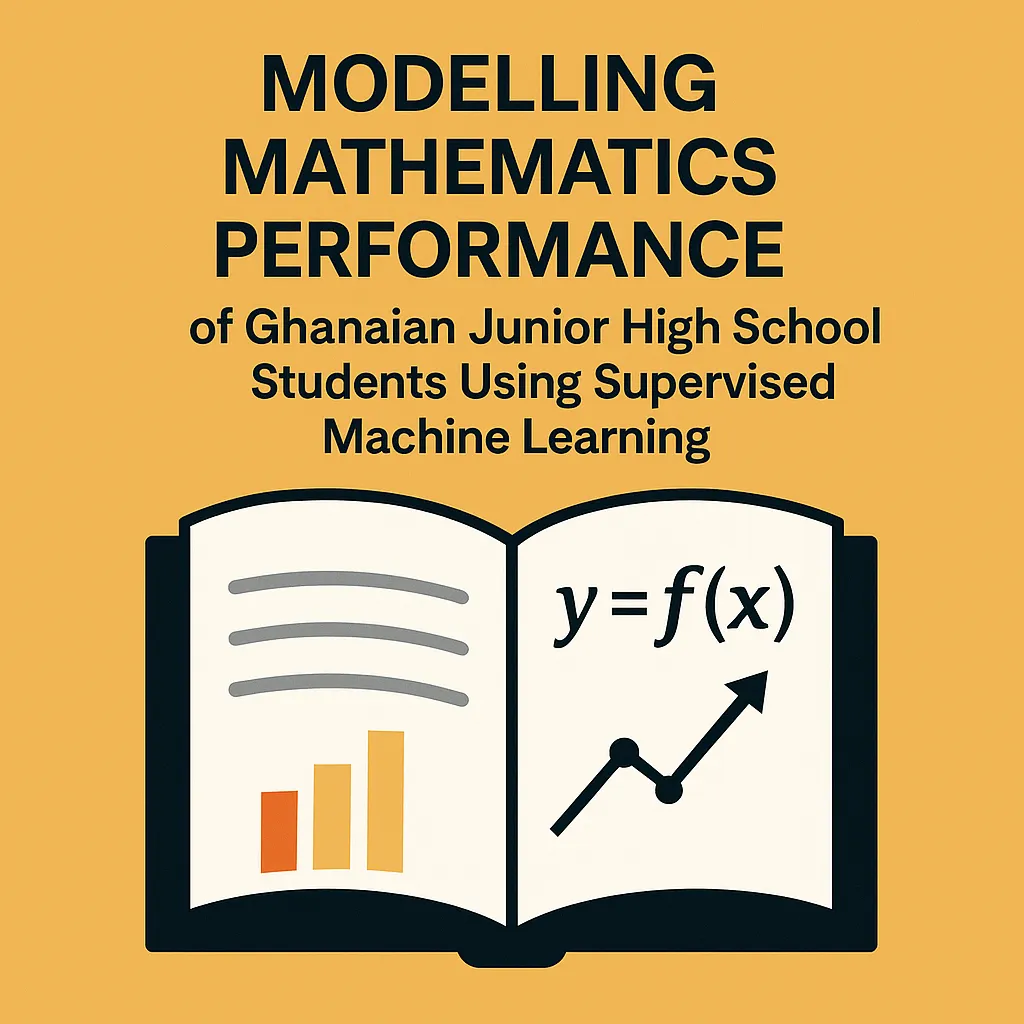 MODELLING
MATHEMATICS
PERFORMANCE
of Ghanaian Junior High School
Students Using Supervised
Machine Learning
y=f(x)